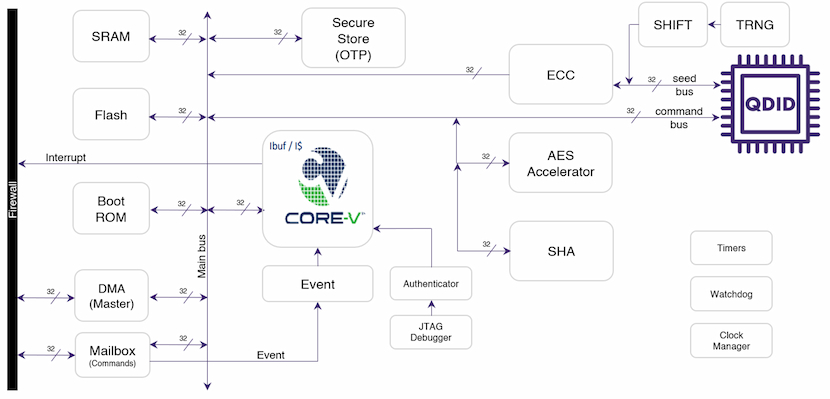 SRAM
32
32
Secure
Store
(OTP)
SHIFT
TRNG
32
ECC
32
seed
bus
QDID
Flash
32
32
command
bus
Interrupt
Ibuf / I$
CORE-V™
32
AES
Accelerator
Firewall
Boot
ROM
32
32
Main bus
32
SHA
Timers
32
DMA
(Master)
32
Event
Authenticator
Watchdog
JTAG
Debugger
Clock
Manager
32
Mailbox
(Commands)
32
Event